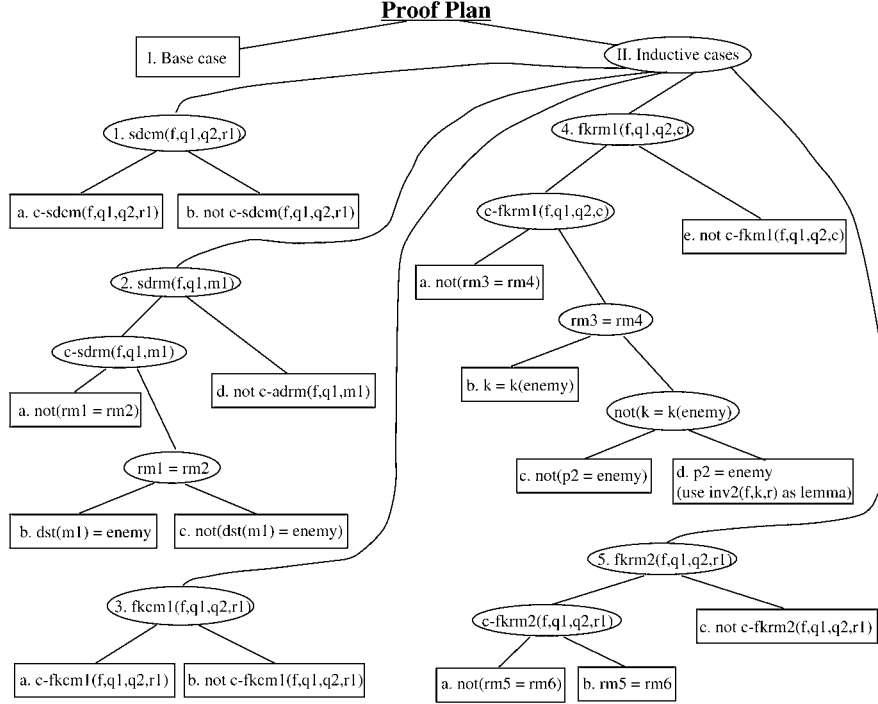 Proof Plan
I. Base case
II. Inductive cases
1. sdcm(f,q1,q2,r1)
a. c-sdcm(f,q1,q2,r1)
b. not c-sdcm(f,q1,q2,r1)
2. sdrm(f,q1,m1)
c-sdrm(f,q1,m1)
a. not(rm1 = rm2)
d. not c-adrm(f,q1,m1)
rm1 = rm2
b. dst(m1) = enemy
c. not(dst(m1) = enemy)
3. fkcm1(f,q1,q2,r1)
a. c-fkcm1(f,q1,q2,r1)
b. not c-fkcm1(f,q1,q2,r1)
4. fkrm1(f,q1,q2,c)
c-fkrm1(f,q1,q2,c)
e. not c-fkm1(f,q1,q2,c)
a. not(rm3 = rm4)
rm3 = rm4
b. k = k(enemy)
not(k = k(enemy)
c. not(p2 = enemy)
d. p2 = enemy
(use inv2(f,k,r) as lemma)
5. fkrm2(f,q1,q2,r1)
c-fkrm2(f,q1,q2,r1)
c. not c-fkrm2(f,q1,q2,r1)
a. not(rm5 = rm6)
b. rm5 = rm6